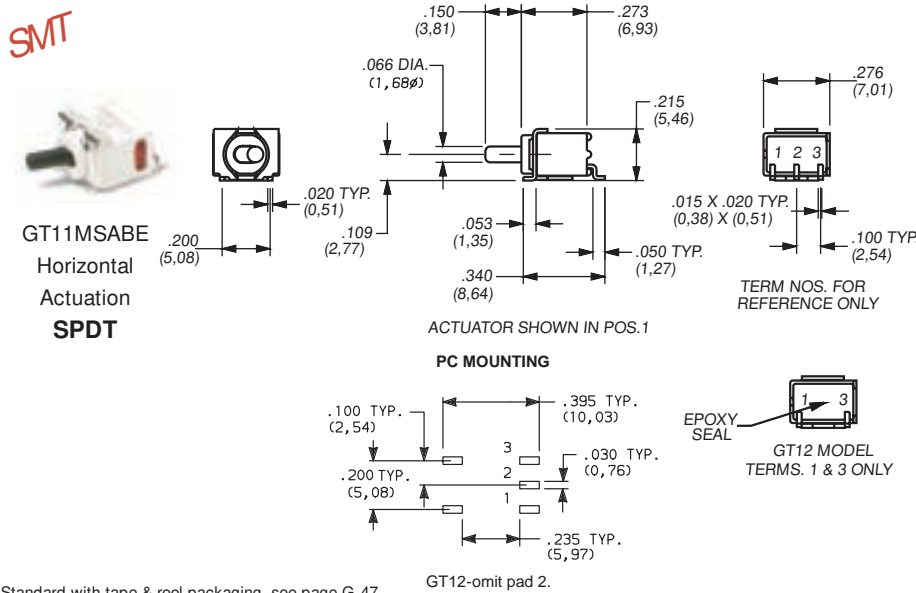 SMT
GT11MSABE
Horizontal
Actuation
SPDT
.200
(5,08)
.020 TYP.
(0,51)
.109
(2,77)
.150
(3,81)
.273
(6,93)
.066 DIA.
(1,68ø)
.215
(5,46)
.053
(1,35)
.050 TYP.
(1,27)
.340
(8,64)
ACTUATOR SHOWN IN POS.1
.276
(7,01)
1 2 3
.015 X .020 TYP.
(0,38) X (0,51)
.100 TYP.
(2,54)
TERM NOS. FOR
REFERENCE ONLY
PC MOUNTING
.395 TYP.
(10,03)
.100 TYP.
(2,54)
3
.030 TYP.
(0,76)
2
.200 TYP.
(5,08)
1
.235 TYP.
(5,97)
GT12-omit pad 2.
1 3
EPOXY
SEAL
GT12 MODEL
TERMS. 1 & 3 ONLY
Standard with tape & reel packaging, see page G-47